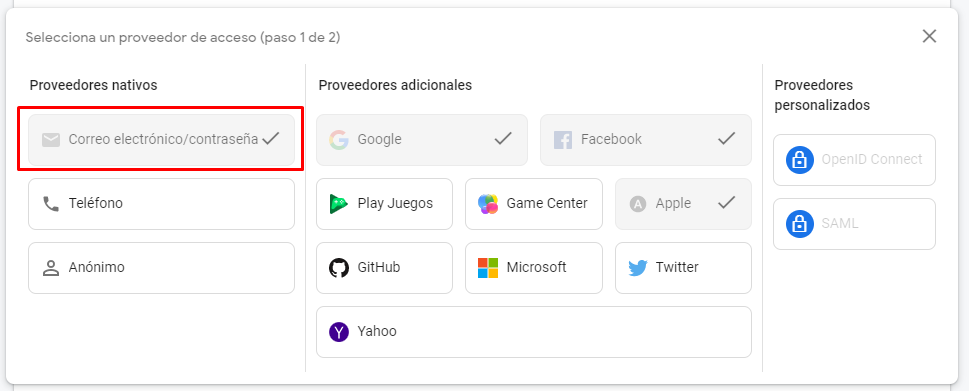 Selecciona un proveedor de acceso (paso 1 de 2)
Proveedores nativos
Correo electrónico/contraseña
Teléfono
Anónimo
Proveedores adicionales
Google
Facebook
Play Juegos
Game Center
Apple
GitHub
Microsoft
Twitter
Yahoo
Proveedores
personalizados
OpenID Connect
SAML